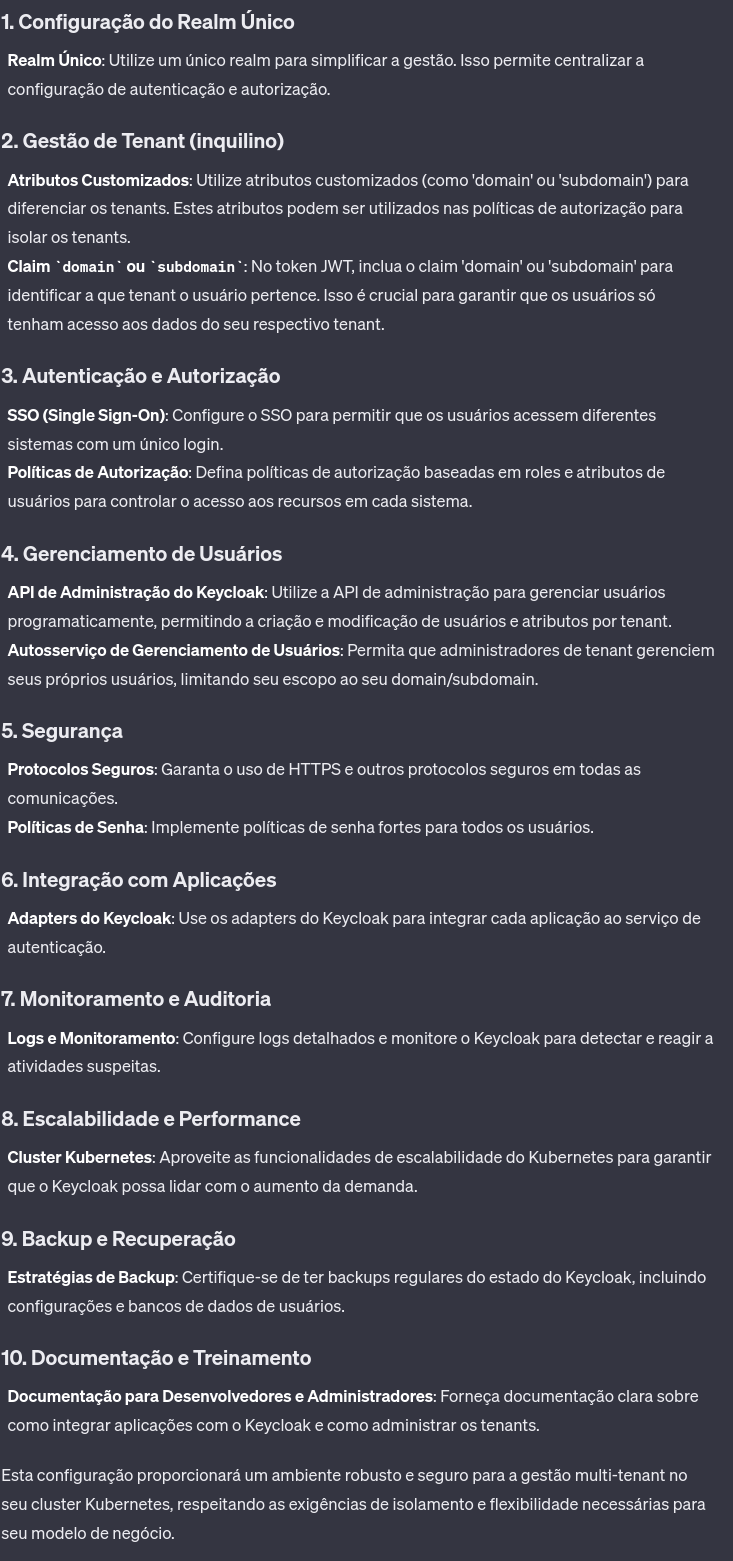 1. Configuração do Realm Único
Realm Único: Utilize um único realm para simplificar a gestão. Isso permite centralizar a
configuração de autenticação e autorização.
2. Gestão de Tenant (inquilino)
Atributos Customizados: Utilize atributos customizados (como 'domain' ou 'subdomain') para
diferenciar os tenants. Estes atributos podem ser utilizados nas políticas de autorização para
isolar os tenants.
Claim `domain` ou `subdomain`: No token JWT, inclua o claim 'domain' ou 'subdomain' para
identificar a que tenant o usuário pertence. Isso é crucial para garantir que os usuários só
tenham acesso aos dados do seu respectivo tenant.
3. Autenticação e Autorização
SSO (Single Sign-On): Configure o SSO para permitir que os usuários acessem diferentes
sistemas com um único login.
Políticas de Autorização: Defina políticas de autorização baseadas em roles e atributos de
usuários para controlar o acesso aos recursos em cada sistema.
4. Gerenciamento de Usuários
API de Administração do Keycloak: Utilize a API de administração para gerenciar usuários
programaticamente, permitindo a criação e modificação de usuários e atributos por tenant.
Autosserviço de Gerenciamento de Usuários: Permita que administradores de tenant gerenciem
seus próprios usuários, limitando seu escopo ao seu domain/subdomain.
5. Segurança
Protocolos Seguros: Garanta o uso de HTTPS e outros protocolos seguros em todas as
comunicações.
Políticas de Senha: Implemente políticas de senha fortes para todos os usuários.
6. Integração com Aplicações
Adapters do Keycloak: Use os adapters do Keycloak para integrar cada aplicação ao serviço de
autenticação.
7. Monitoramento e Auditoria
Logs e Monitoramento: Configure logs detalhados e monitore o Keycloak para detectar e reagir a
atividades suspeitas.
8. Escalabilidade e Performance
Cluster Kubernetes: Aproveite as funcionalidades de escalabilidade do Kubernetes para garantir
que o Keycloak possa lidar com o aumento da demanda.
9. Backup e Recuperação
Estratégias de Backup: Certifique-se de ter backups regulares do estado do Keycloak, incluindo
configurações e bancos de dados de usuários.
10. Documentação e Treinamento
Documentação para Desenvolvedores e Administradores: Forneça documentação clara sobre
como integrar aplicações com o Keycloak e como administrar os tenants.
Esta configuração proporcionará um ambiente robusto e seguro para a gestão multi-tenant no
seu cluster Kubernetes, respeitando as exigências de isolamento e flexibilidade necessárias para
seu modelo de negócio.